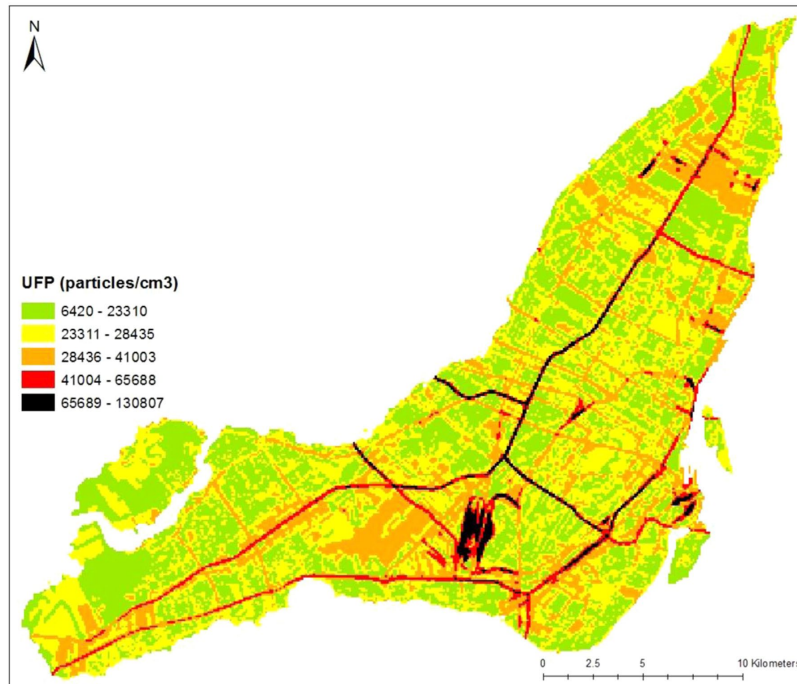 N
UFP (particles/cm3)
6420 - 23310
23311 - 28435
28436 - 41003
41004 - 65688
65689 - 130807
0 2.5 5 10 Kilometers